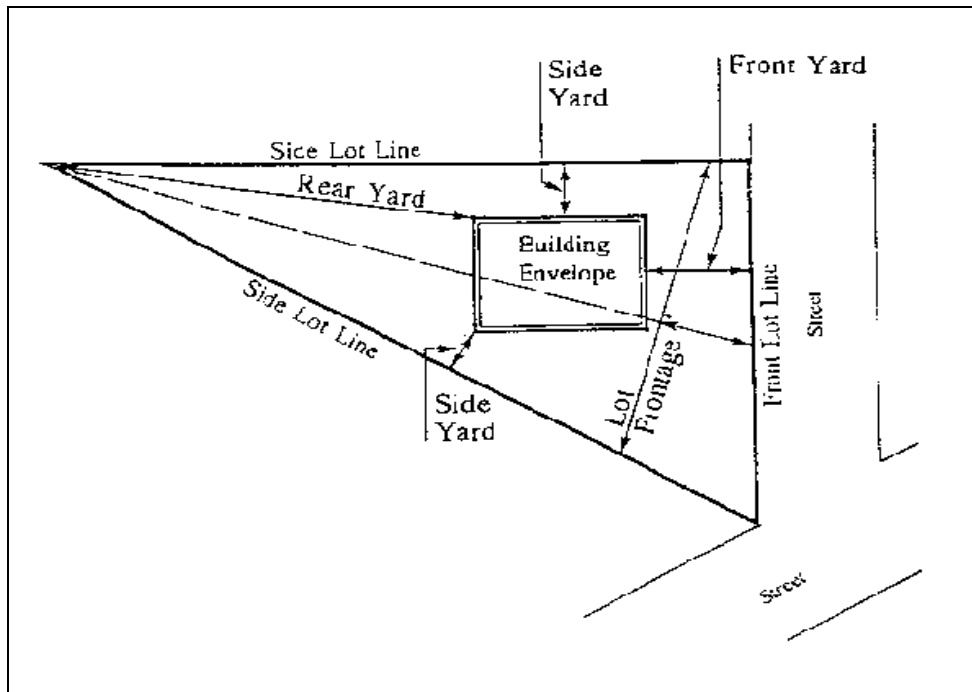 Side
Yard
Front Yard
Side Lot Line
Rear Yard
Building
Envelope
Side Lot Line
Front Lot Line
Street
Lot
Frontage
Side
Yard
Street